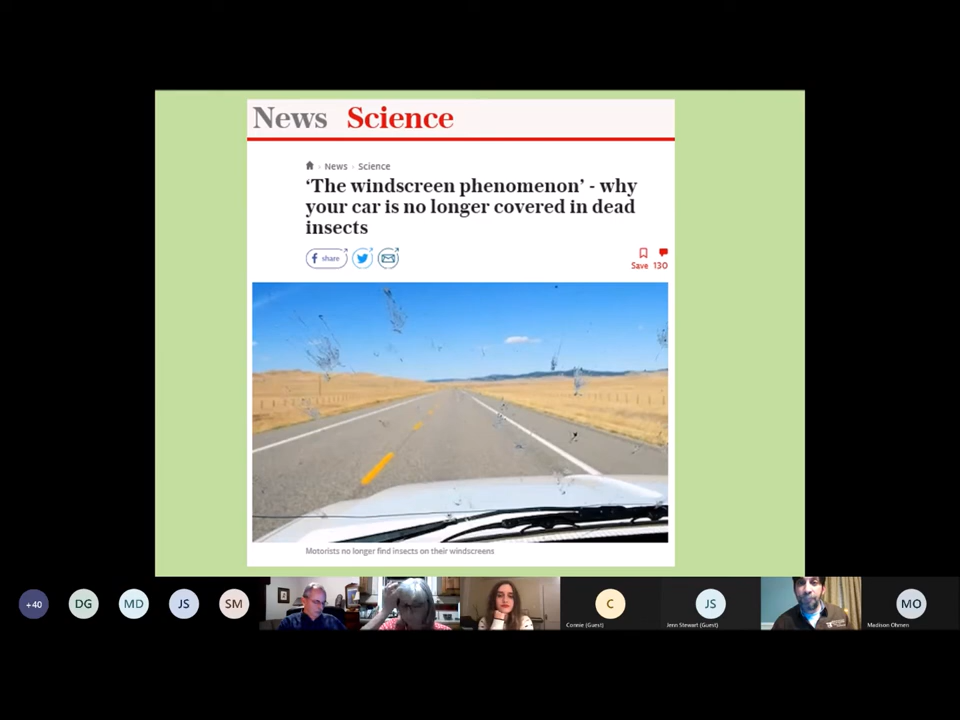 News Science
News › Science
‘The windscreen phenomenon’ - why
your car is no longer covered in dead
insects
share
Save 130
Motorists no longer find insects on their windscreens
+40
DG
MD
JS
SM
C
Connie (Guest)
JS
Jenn Stewart (Guest)
MO
Madison Ohmen